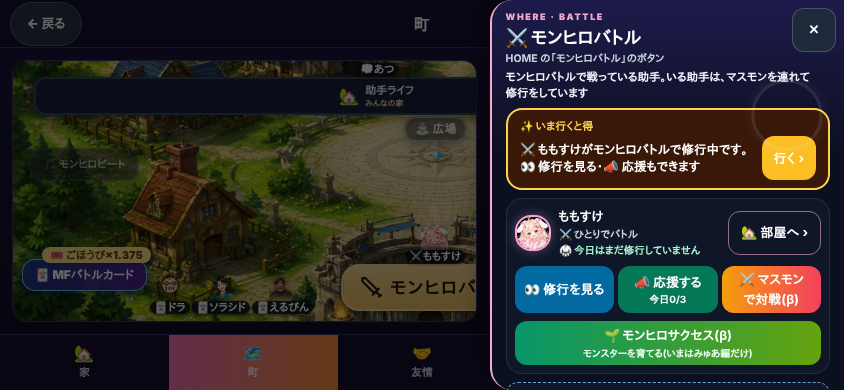 ← 戻る
町
あつ
助手ライフ
みんなの家
広場
モンヒロビート
ごほうび×1.375
MFバトルカード
ももすけ
ドラ
ソラシド
えるぴん
モンヒロバ
家
町
友情
WHERE · BATTLE
モンヒロバトル
HOME の「モンヒロバトル」のボタン
モンヒロバトルで戦っている助手。いる助手は、マスモンを連れて
修行をしています
×
いま行くと得
ももすけがモンヒロバトルで修行中です。
修行を見る・応援もできます
行く ›
ももすけ
ひとりでバトル
今日はまだ修行していません
部屋へ ›
修行を見る
応援する
今日0/3
マスモン
で対戦(β)
モンヒロサクセス(β)
モンスターを育てる(いまはみゅあ編だけ)